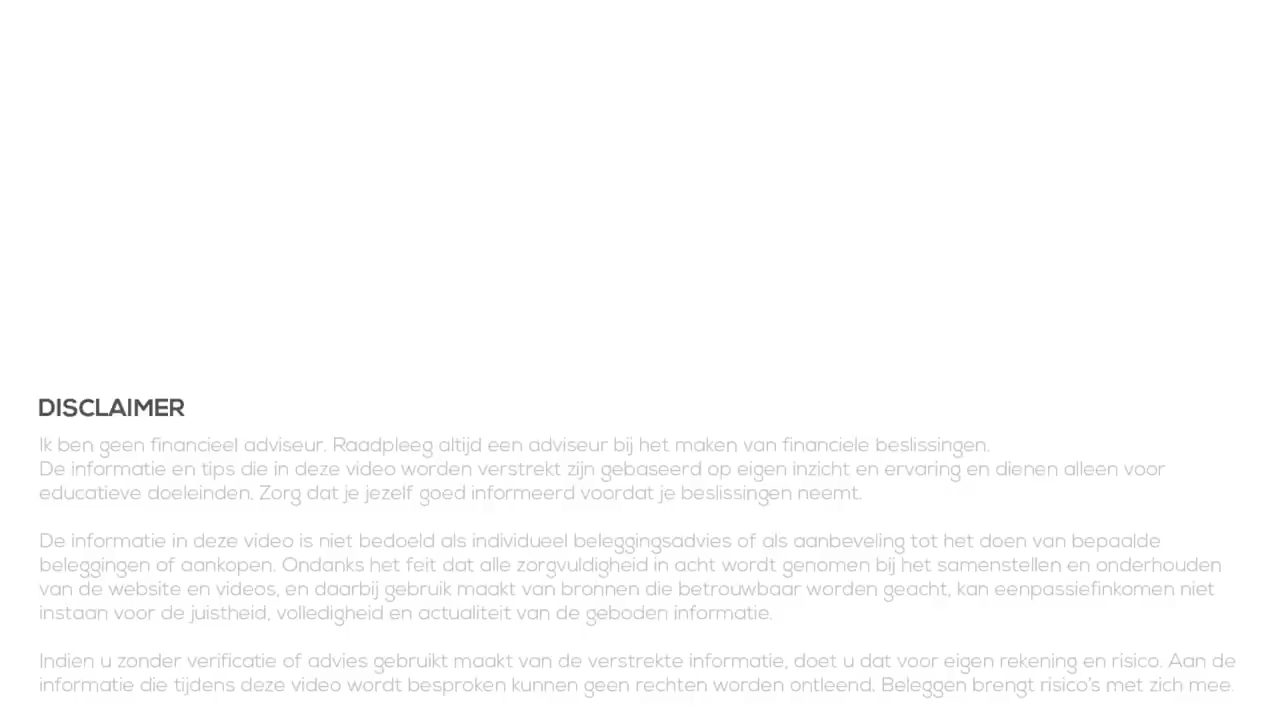 DISCLAIMER
Ik ben geen financieel adviseur. Raadpleeg altijd een adviseur bij het maken van financiele beslissingen.
De informatie en tips die in deze video worden verstrekt zijn gebaseerd op eigen inzicht en ervaring en dienen alleen voor
educatieve doeleinden. Zorg dat je jezelf goed informeerd voordat je beslissingen neemt.
De informatie in deze video is niet bedoeld als individueel beleggingsadvies of als aanbeveling tot het doen van bepaalde
beleggingen of aankopen. Ondanks het feit dat alle zorgvuldigheid in acht wordt genomen bij het samenstellen en onderhouden
van de website en videos, en daarbij gebruik maakt van bronnen die betrouwbaar worden geacht, kan eenpassiefinkomen niet
instaan voor de juistheid, volledigheid en actualiteit van de geboden informatie.
Indien u zonder verificatie of advies gebruikt maakt van de verstrekte informatie, doet u dat voor eigen rekening en risico. Aan de
informatie die tijdens deze video wordt besproken kunnen geen rechten worden ontleend. Beleggen brengt risico's met zich mee.